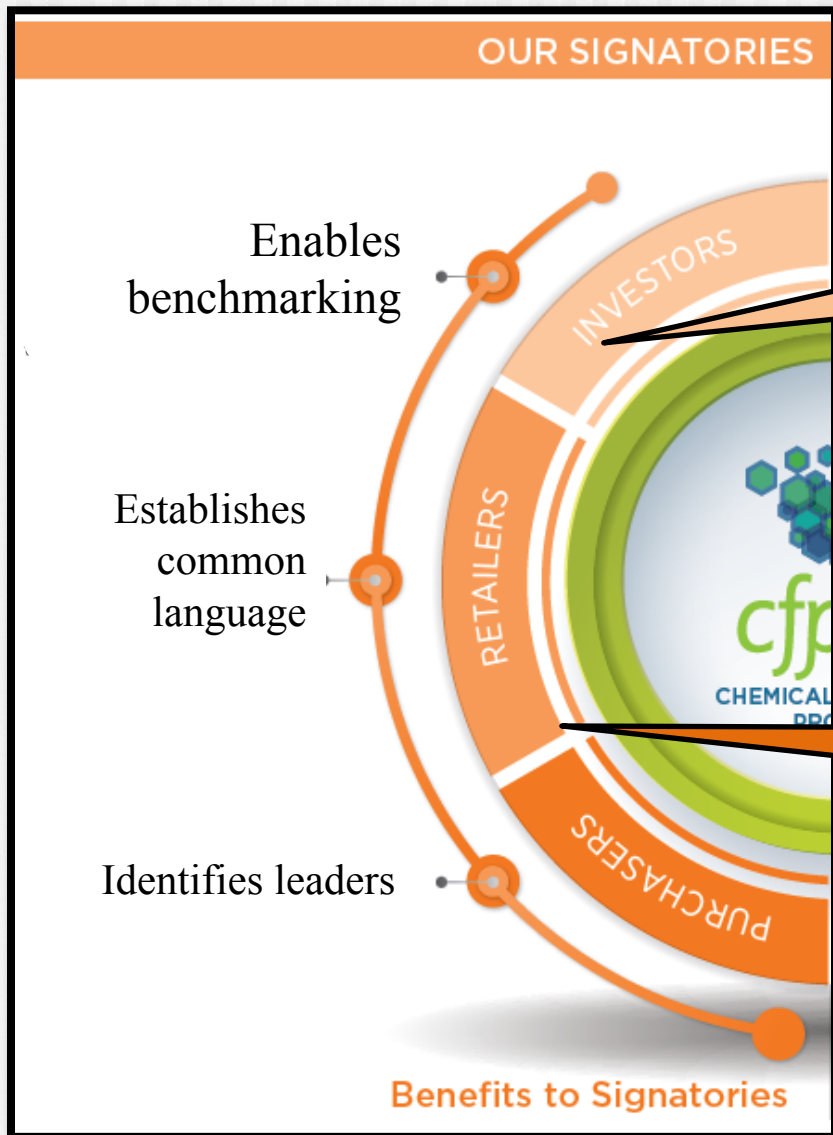 OUR SIGNATORIES
Enables
benchmarking
INVESTORS
Establishes
common
language
RETAILERS
cfp
CHEMICAL
Identifies leaders
PURCHASERS
Benefits to Signatories